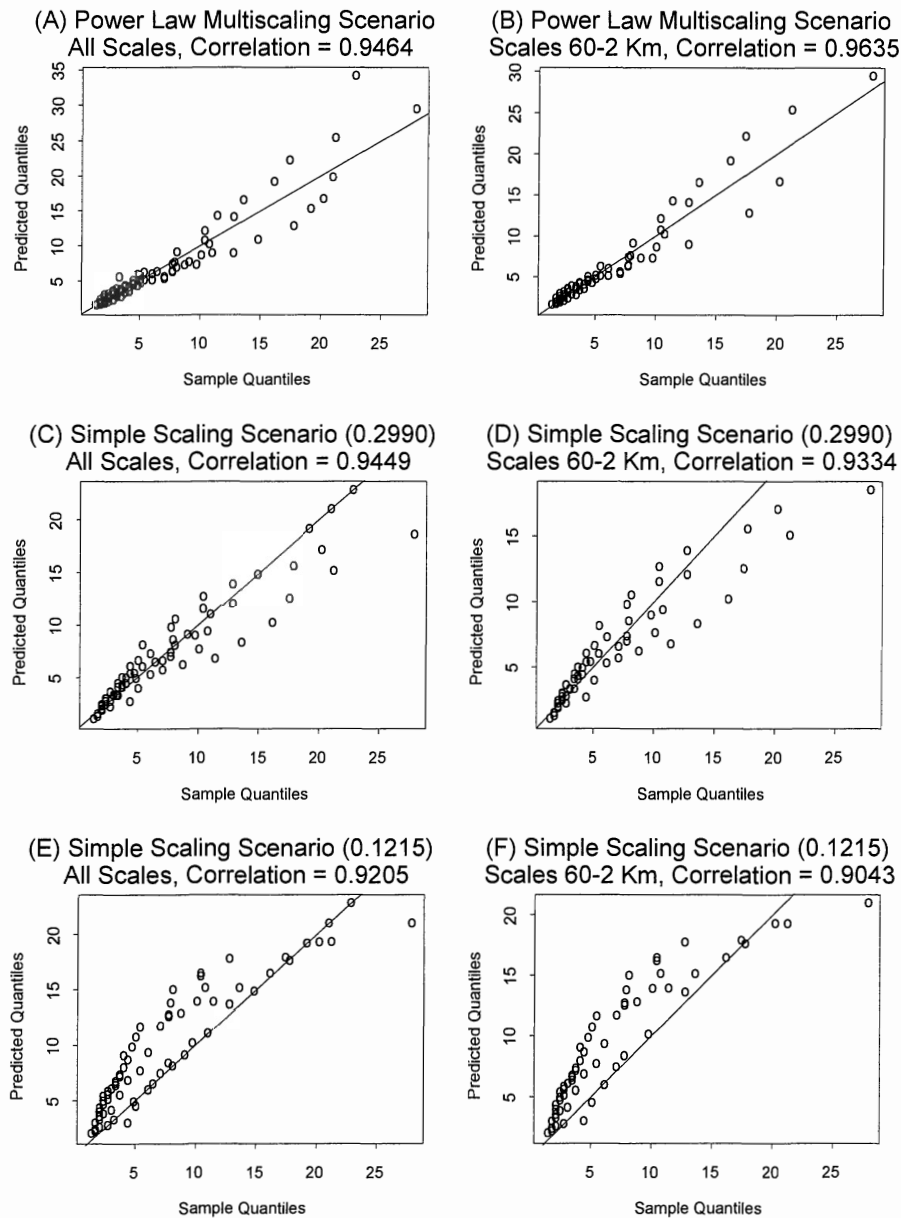 (A) Power Law Multiscaling Scenario
All Scales, Correlation = 0.9464
35
30
25
20
15
10
5
Predicted Quantiles
5 10 15 20 25
Sample Quantiles
(B) Power Law Multiscaling Scenario
Scales 60-2 Km, Correlation = 0.9635
30
25
20
15
10
5
Predicted Quantiles
5 10 15 20 25
Sample Quantiles
(C) Simple Scaling Scenario (0.2990)
All Scales, Correlation = 0.9449
20
15
10
5
Predicted Quantiles
5 10 15 20 25
Sample Quantiles
(D) Simple Scaling Scenario (0.2990)
Scales 60-2 Km, Correlation = 0.9334
15
10
5
Predicted Quantiles
5 10 15 20 25
Sample Quantiles
(E) Simple Scaling Scenario (0.1215)
All Scales, Correlation = 0.9205
20
15
10
5
Predicted Quantiles
5 10 15 20 25
Sample Quantiles
(F) Simple Scaling Scenario (0.1215)
Scales 60-2 Km, Correlation = 0.9043
20
15
10
5
Predicted Quantiles
5 10 15 20 25
Sample Quantiles